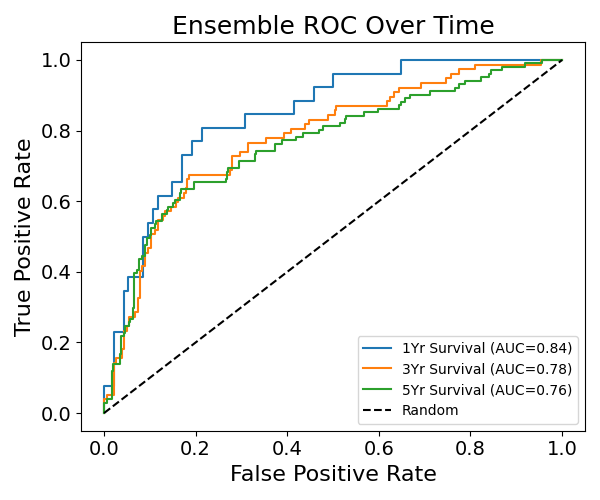 Ensemble ROC Over Time
True Positive Rate
1.0
0.8
0.6
0.4
0.2
0.0
0.0 0.2 0.4 0.6 0.8 1.0
False Positive Rate
1Yr Survival (AUC=0.84)
3Yr Survival (AUC=0.78)
5Yr Survival (AUC=0.76)
Random